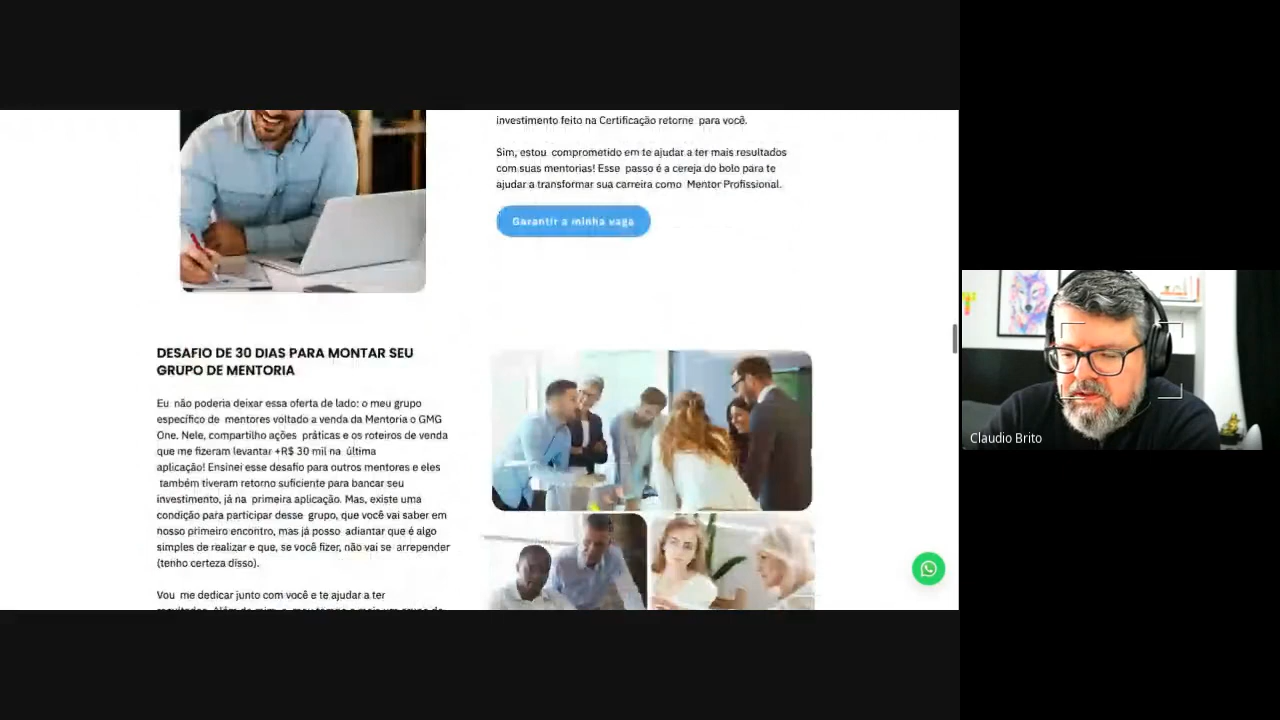 investimento feito na Certificação retorne para você.
Sim, estou comprometido em te ajudar a ter mais resultados
com suas mentorias! Esse passo é a cereja do bolo para te
ajudar a transformar sua carreira como Mentor Profissional.
Garantir a minha vaga
DESAFIO DE 30 DIAS PARA MONTAR SEU
GRUPO DE MENTORIA
Eu não poderia deixar essa oferta de lado: o meu grupo
específico de mentores voltado a venda da Mentoria o GMG
One. Nele, compartilho ações práticas e os roteiros de venda
que me fizeram levantar +R$ 30 mil na última
aplicação! Ensinei esse desafio para outros mentores e eles
também tiveram retorno suficiente para bancar seu
investimento, já na primeira aplicação. Mas, existe uma
condição para participar desse grupo, que você vai saber em
nosso primeiro encontro, mas já posso adiantar que é algo
simples de realizar e que, se você fizer, não vai se arrepender
(tenho certeza disso).
Vou me dedicar junto com você e te ajudar a ter
Claudio Brito